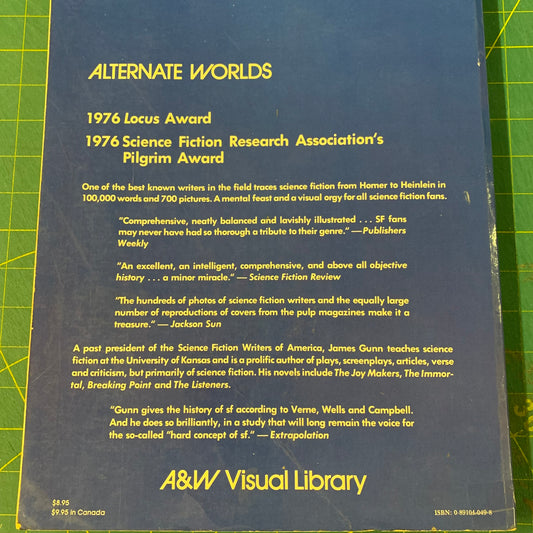 ALTERNATE WORLDS
1976 Locus Award
1976 Science Fiction Research Association's
Pilgrim Award
One of the best known writers in the field traces science fiction from Homer to Heinlein in
100,000 words and 700 pictures. A mental feast and a visual orgy for all science fiction fans.
"Comprehensive, neatly balanced and lavishly illustrated . . . SF fans
may never have had so thorough a tribute to their genre." —Publishers
Weekly
"An excellent, an intelligent, comprehensive, and above all objective
history . . . a minor miracle." — Science Fiction Review
"The hundreds of photos of science fiction writers and the equally large
number of reproductions of covers from the pulp magazines make it a
treasure." — Jackson Sun
A past president of the Science Fiction Writers of America, James Gunn teaches science
fiction at the University of Kansas and is a prolific author of plays, screenplays, articles, verse
and criticism, but primarily of science fiction. His novels include The Joy Makers, The Immor-
tal, Breaking Point and The Listeners.
"Gunn gives the history of sf according to Verne, Wells and Campbell.
And he does so brilliantly, in a study that will long remain the voice for
the so-called "hard concept of sf." — Extrapolation
A&W Visual Library
$8.95
$9.95 in Canada
ISBN: 0-89104-049-8